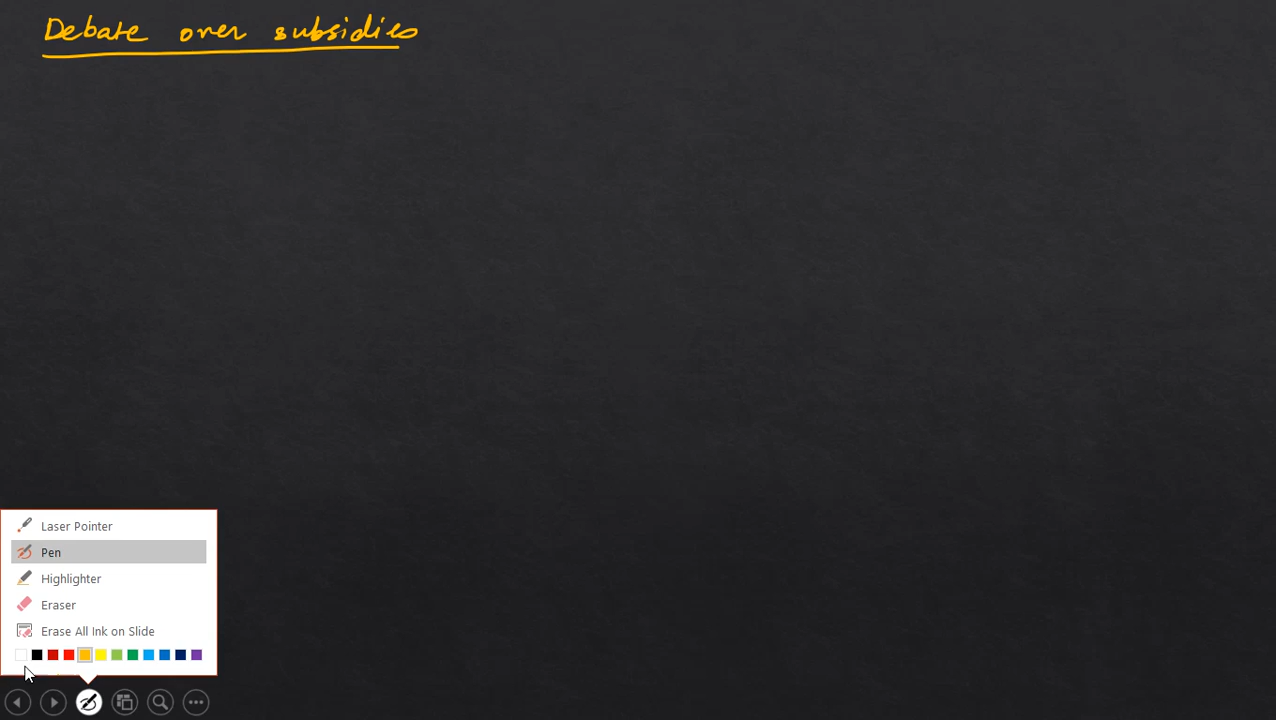 Debate over subsidies
Laser Pointer
Pen
Highlighter
Eraser
Erase All Ink on Slide